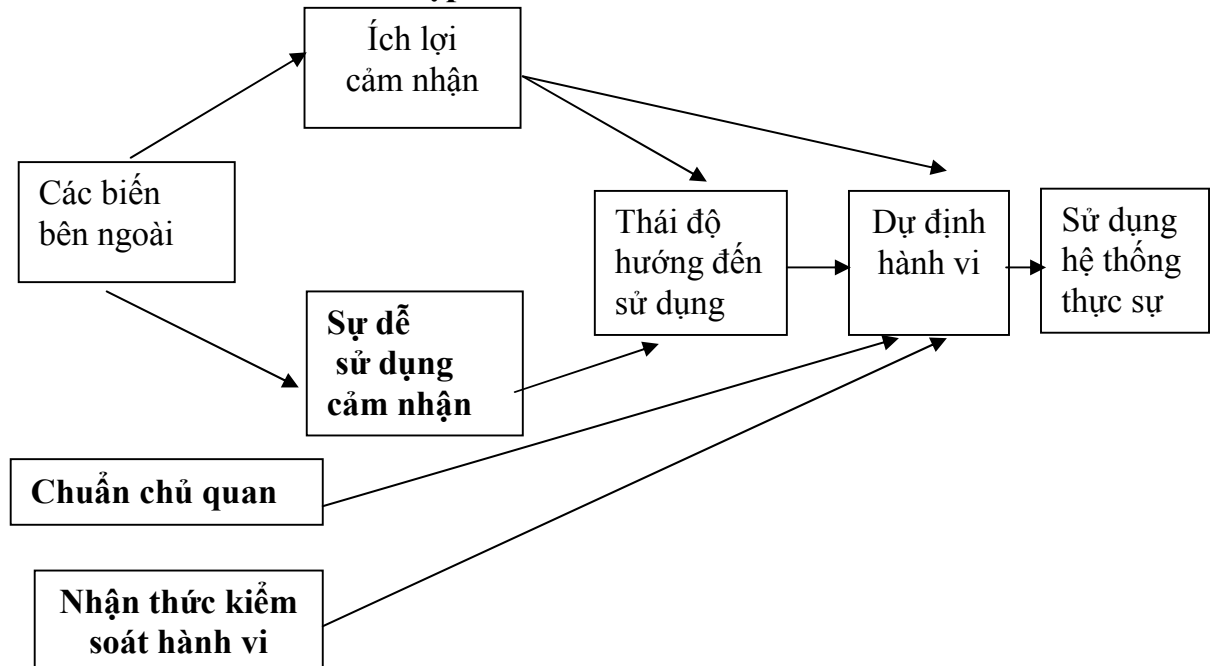 Ích lợi
cảm nhận
Các biến
bên ngoài
Thái độ
hướng đến
sử dụng
Dự định
hành vi
Sử dụng
hệ thống
thực sự
Sự dễ
sử dụng
cảm nhận
Chuẩn chủ quan
Nhận thức kiểm
soát hành vi